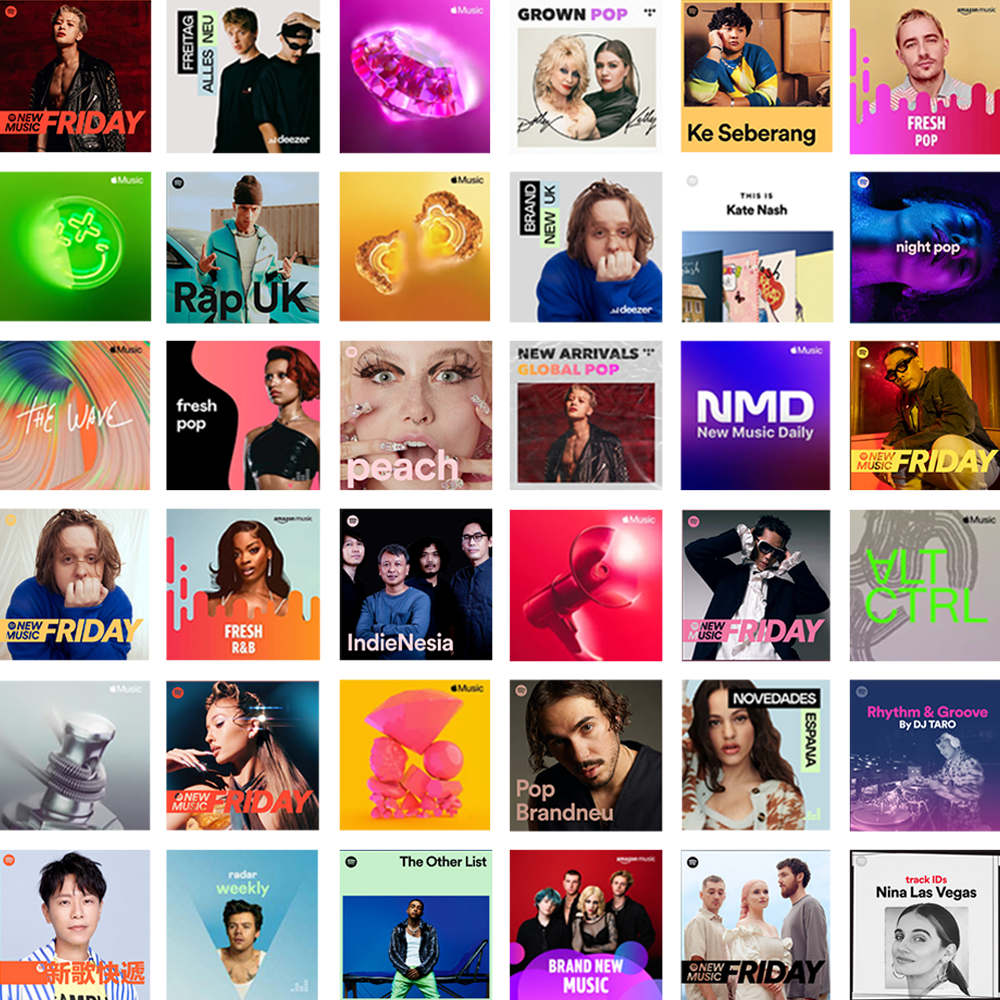 NEW
MUSIC FRIDAY
FREITAG
ALLES NEU
deezer
Music
GROWN POP
Dolly
Kelly
Ke Seberang
amazon music
FRESH
POP
Music
Rap UK
Music
BRAND
NEW UK
deezer
THIS IS
Kate Nash
night pop
Music
THE WAVE
fresh
pop
peach
NEW ARRIVALS
GLOBAL POP
Music
NMD
New Music Daily
NEW
MUSIC FRIDAY
NEW
MUSIC FRIDAY
amazon music
FRESH
R&B
IndieNesia
Music
NEW
MUSIC FRIDAY
Music
ALT
CTRL
Music
NEW
MUSIC FRIDAY
Music
Pop
Brandneu
NOVEDADES
ESPAÑA
Rhythm & Groove
By DJ TARO
新歌快遞
radar
weekly
The Other List
amazon music
BRAND NEW
MUSIC
NEW
MUSIC FRIDAY
track IDs
Nina Las Vegas